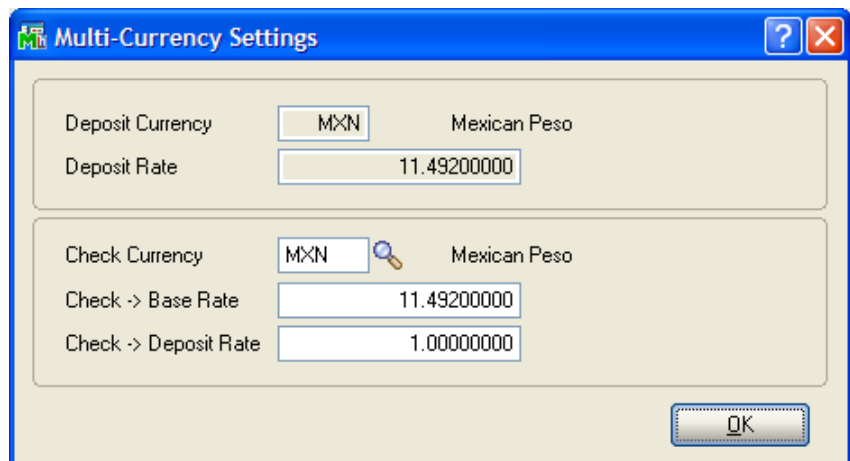 Multi-Currency Settings
Deposit Currency MXN Mexican Peso
Deposit Rate 11.49200000
Check Currency MXN Mexican Peso
Check -> Base Rate 11.49200000
Check -> Deposit Rate 1.00000000
OK